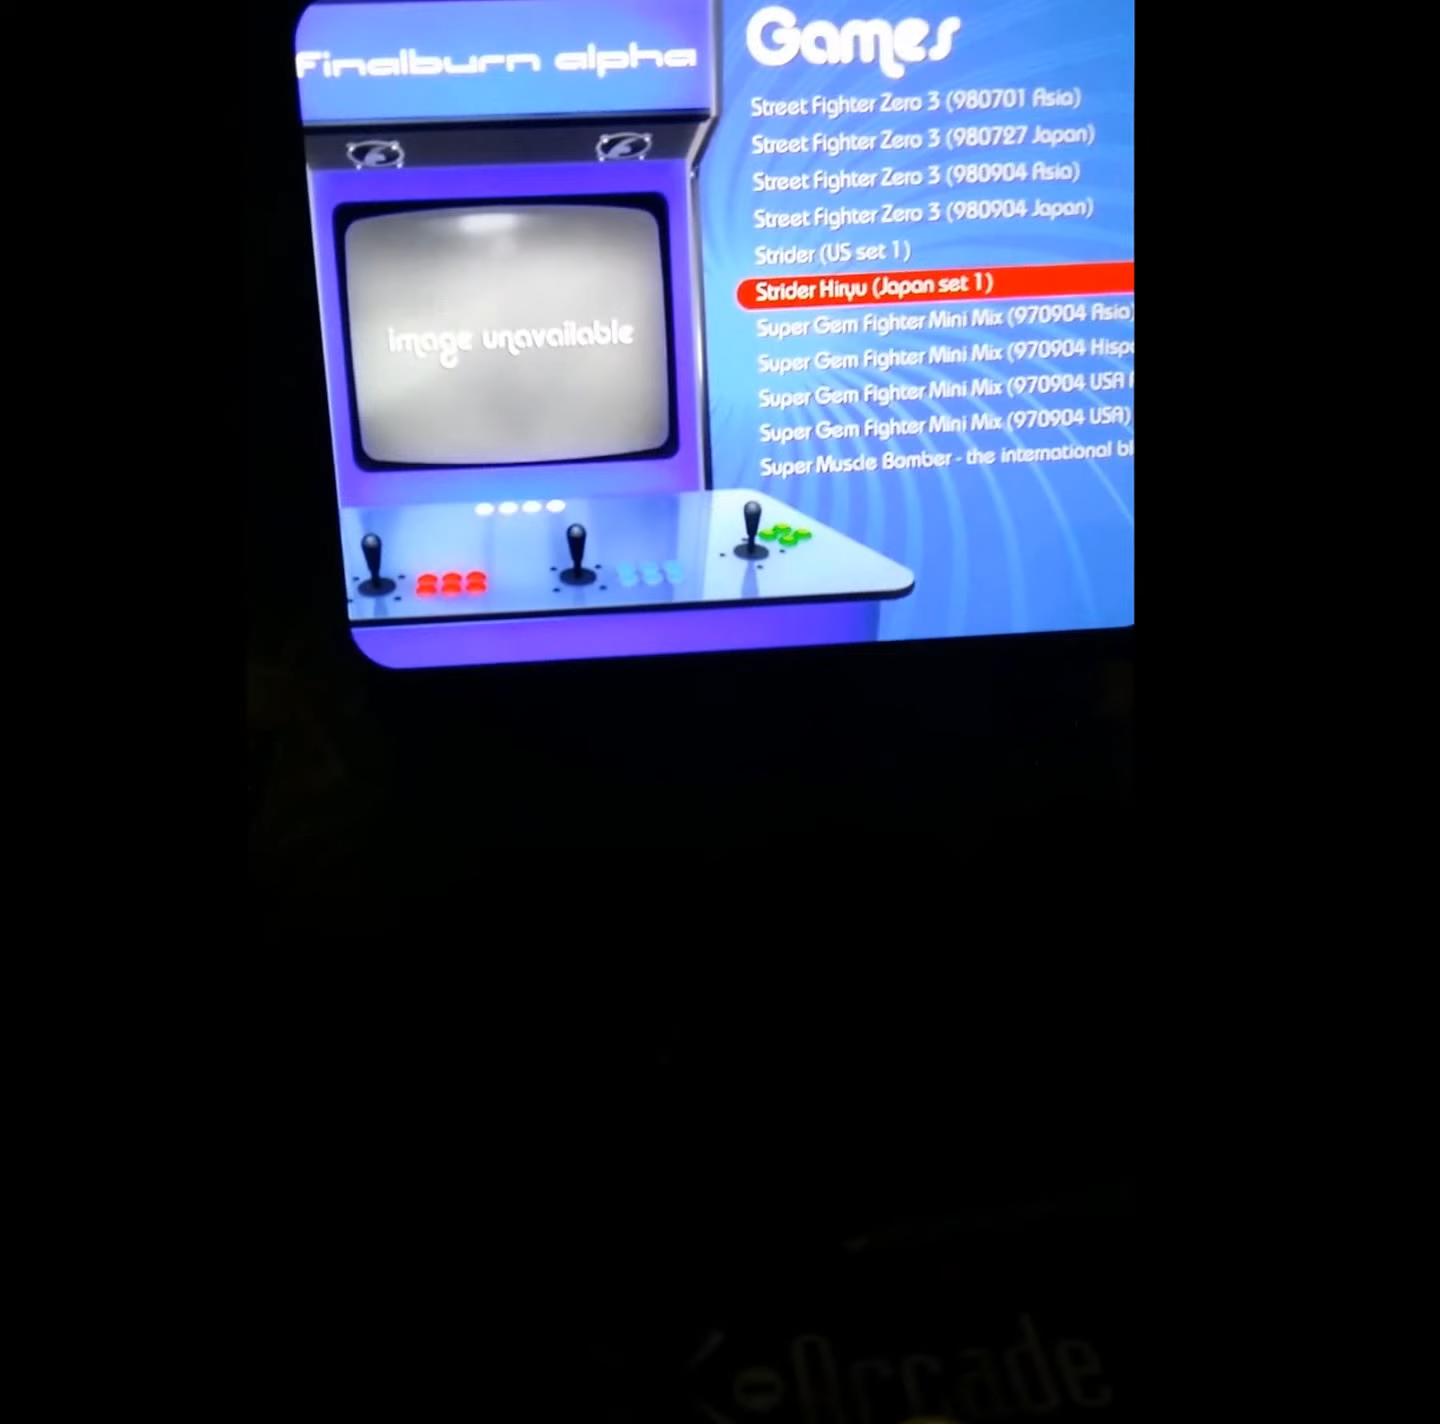 Finalburn alpha
Games
Street Fighter Zero 3 (980701 Asia)
Street Fighter Zero 3 (980727 Japan)
Street Fighter Zero 3 (980904 Asia)
Street Fighter Zero 3 (980904 Japan)
Strider (US set 1)
Strider Hiryu (Japan set 1)
Super Gem Fighter Mini Mix (970904 Asia)
Super Gem Fighter Mini Mix (970904 Hisp
Super Gem Fighter Mini Mix (970904 USA
Super Gem Fighter Mini Mix (970904 USA)
Super Muscle Bomber - the international bl
image unavailable
Arcade